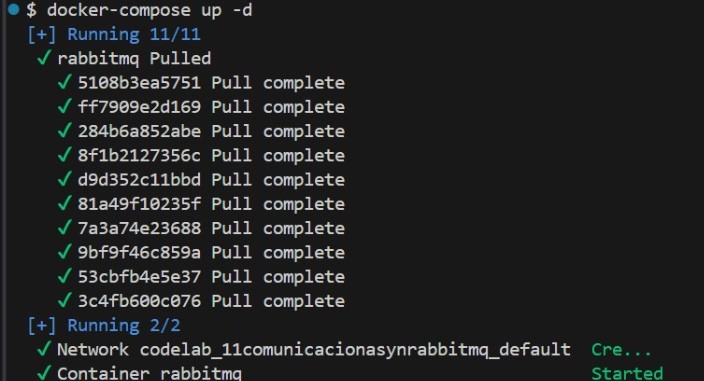 $ docker-compose up -d
[+] Running 11/11
✓ rabbitmq Pulled
✓ 5108b3ea5751 Pull complete
✓ ff7909e2d169 Pull complete
✓ 284b6a852abe Pull complete
✓ 8f1b2127356c Pull complete
✓ d9d352c11bbd Pull complete
✓ 81a49f10235f Pull complete
✓ 7a3a74e23688 Pull complete
✓ 9bf9f46c859a Pull complete
✓ 53cbfb4e5e37 Pull complete
✓ 3c4fb600c076 Pull complete
[+] Running 2/2
✓ Network codelab_11comunicacionasynrabbitmq_default Cre...
✓ Container rabbitmq Started